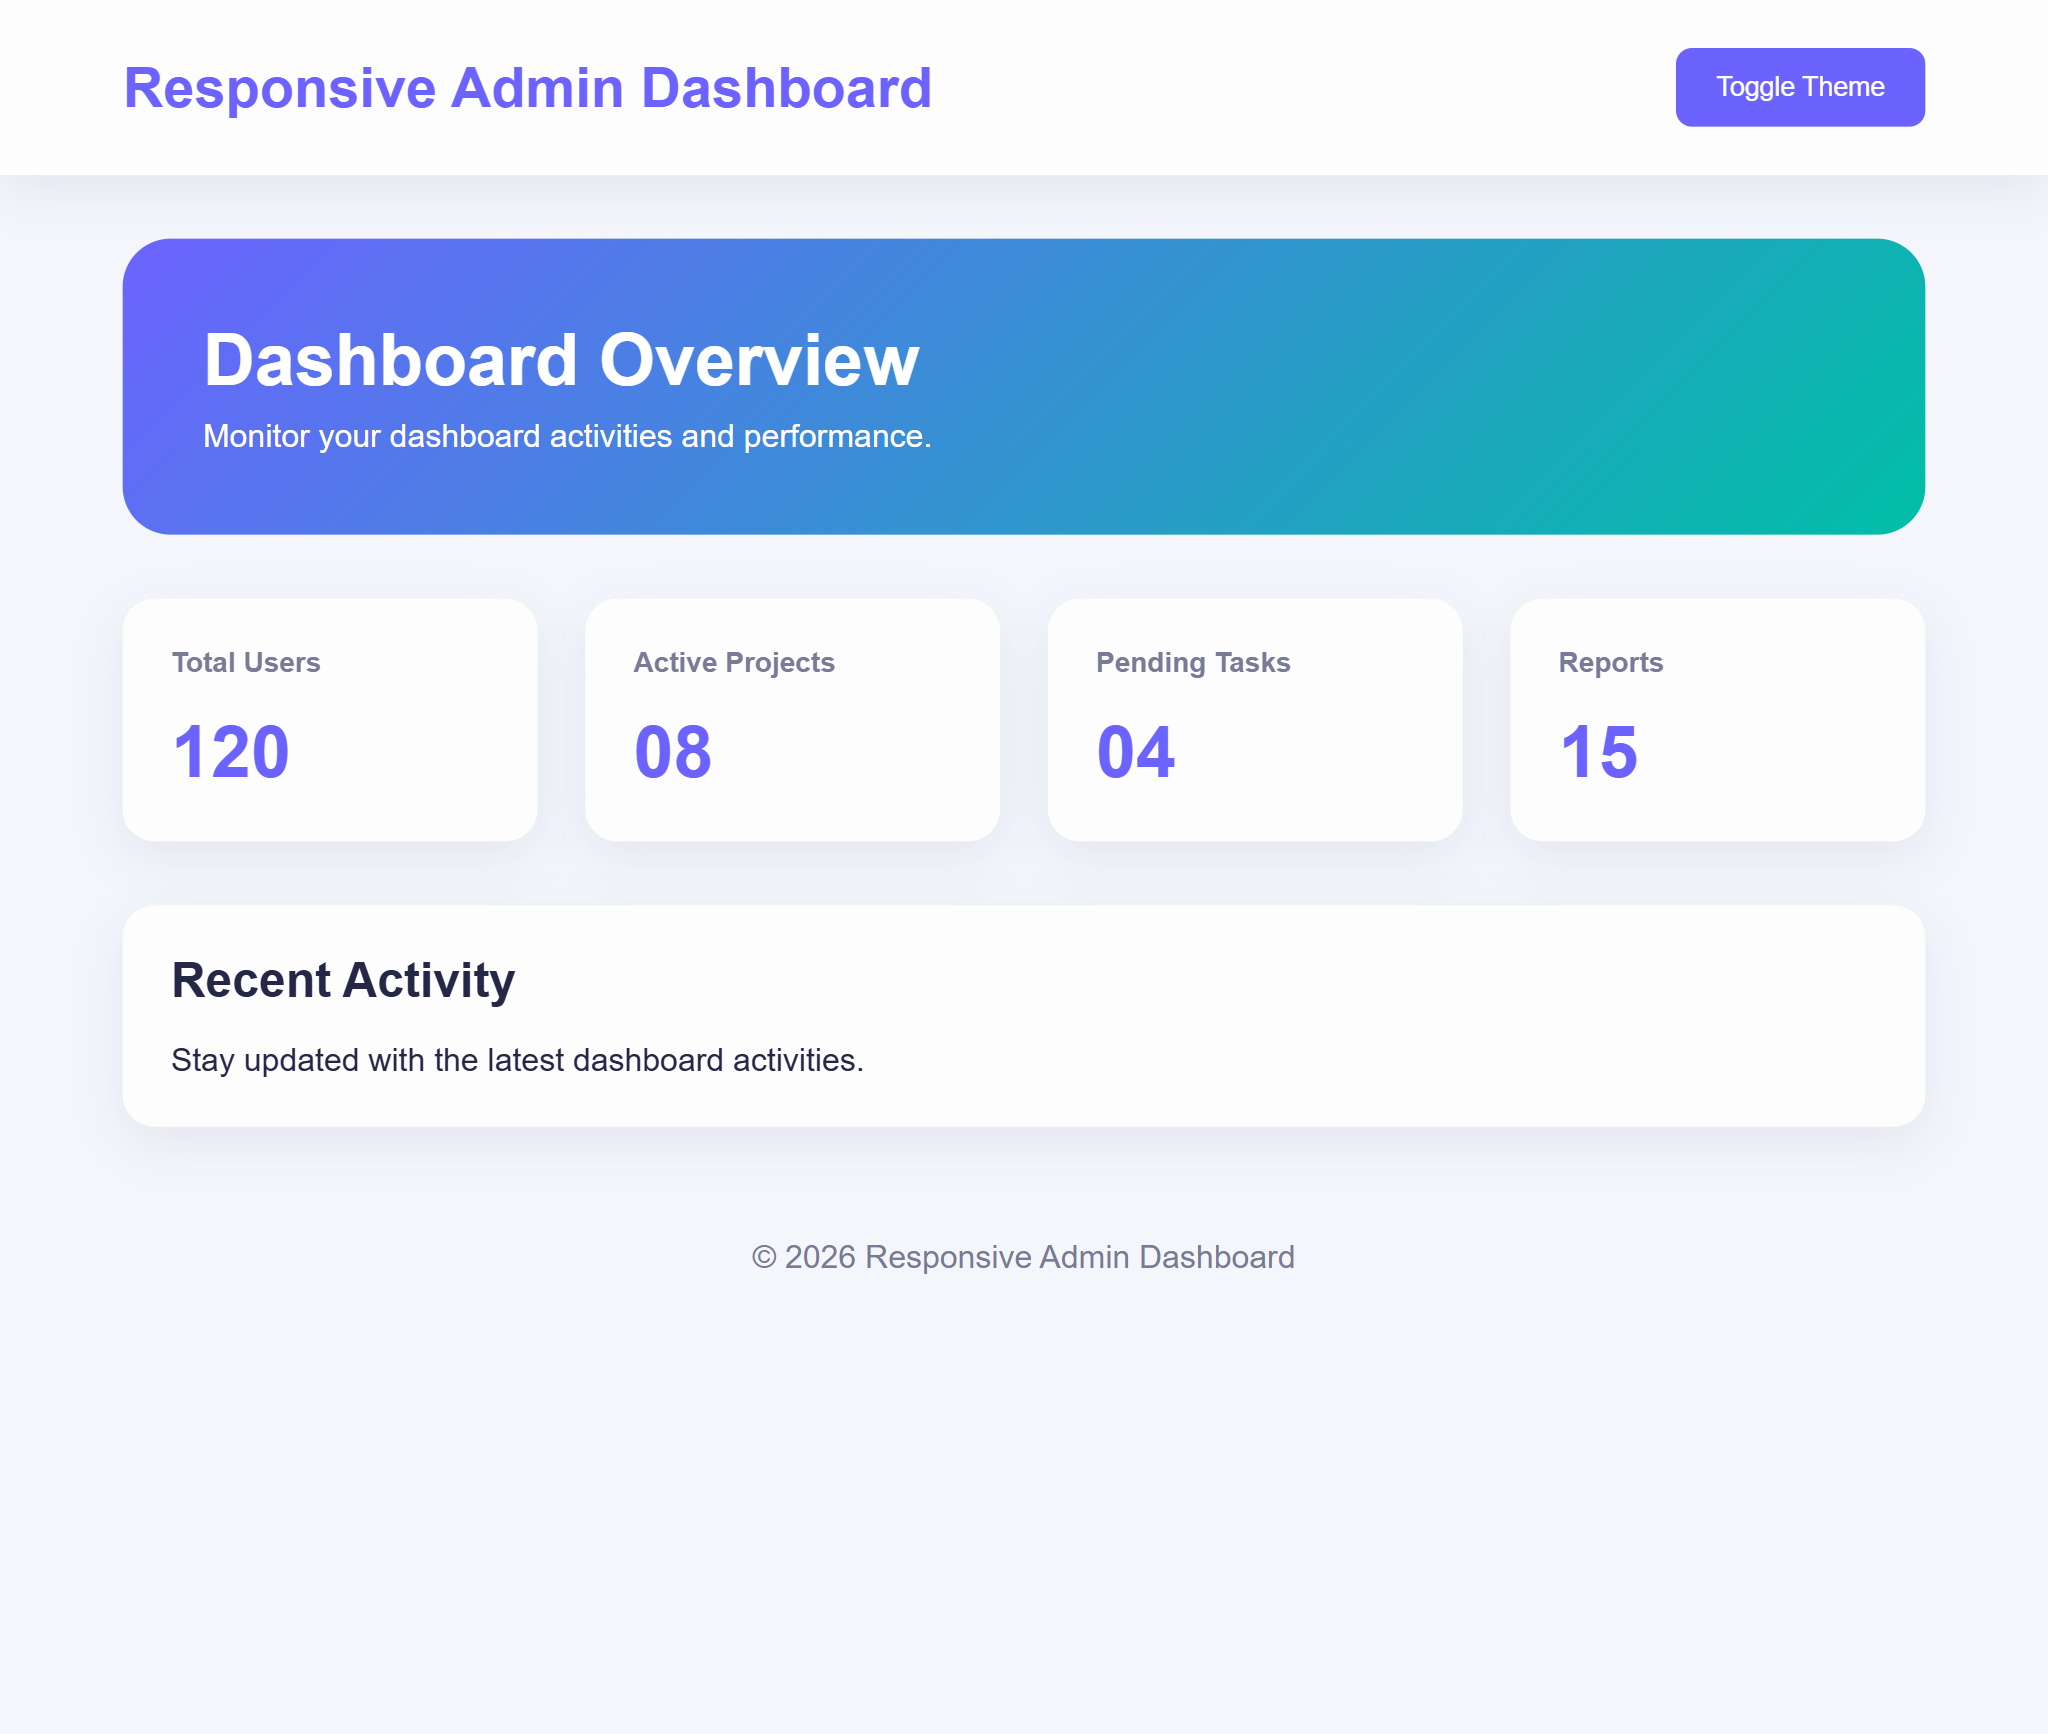 Responsive Admin Dashboard
Toggle Theme
Dashboard Overview
Monitor your dashboard activities and performance.
Total Users
120
Active Projects
08
Pending Tasks
04
Reports
15
Recent Activity
Stay updated with the latest dashboard activities.
© 2026 Responsive Admin Dashboard